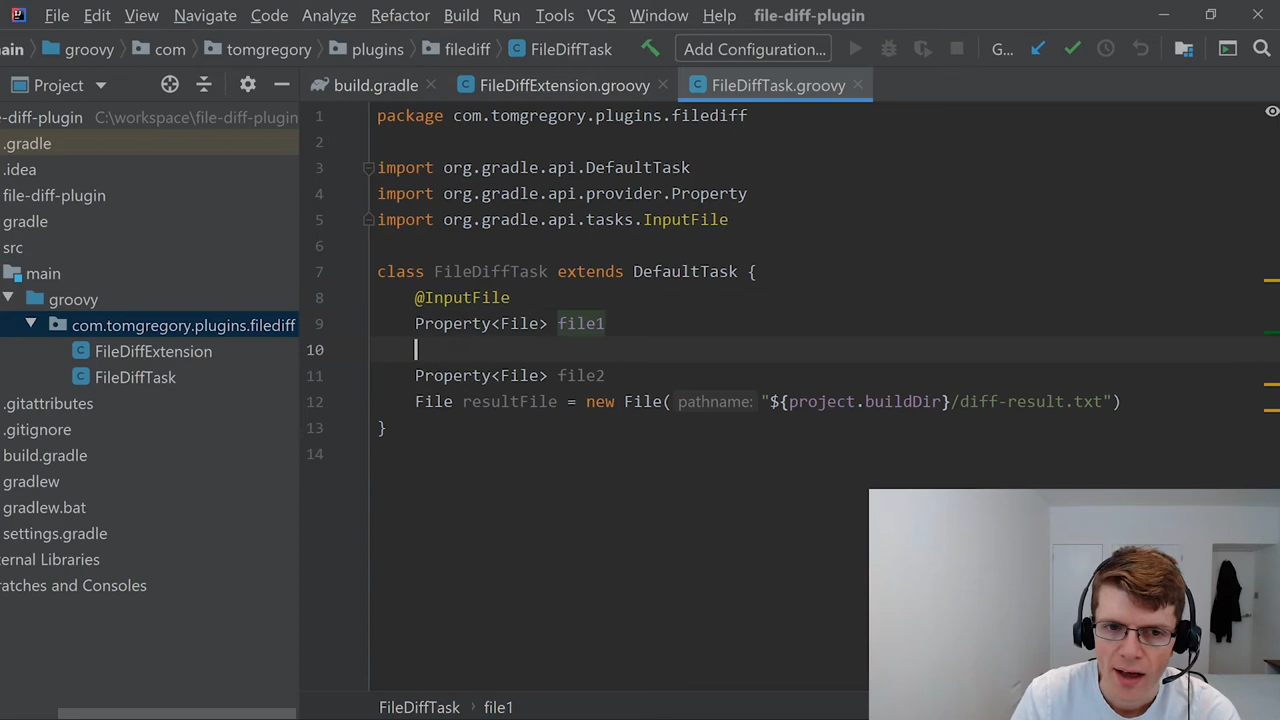 File Edit View Navigate Code Analyze Refactor Build Run Tools VCS Window Help file-diff-plugin
main groovy com tomgregory plugins filediff FileDiffTask Add Configuration... G...
Project build.gradle FileDiffExtension.groovy FileDiffTask.groovy
e-diff-plugin C:\workspace\file-diff-plugin
.gradle
.idea
file-diff-plugin
gradle
src
main
groovy
com.tomgregory.plugins.filediff
FileDiffExtension
FileDiffTask
.gitattributes
.gitignore
build.gradle
gradlew
gradlew.bat
settings.gradle
ernal Libraries
ratches and Consoles
1 package com.tomgregory.plugins.filediff
2
3 import org.gradle.api.DefaultTask
4 import org.gradle.api.provider.Property
5 import org.gradle.api.tasks.InputFile
6
7 class FileDiffTask extends DefaultTask {
8 @InputFile
9 Property<File> file1
10
11 Property<File> file2
12 File resultFile = new File( pathname: "${project.buildDir}/diff-result.txt")
13 }
14
FileDiffTask › file1